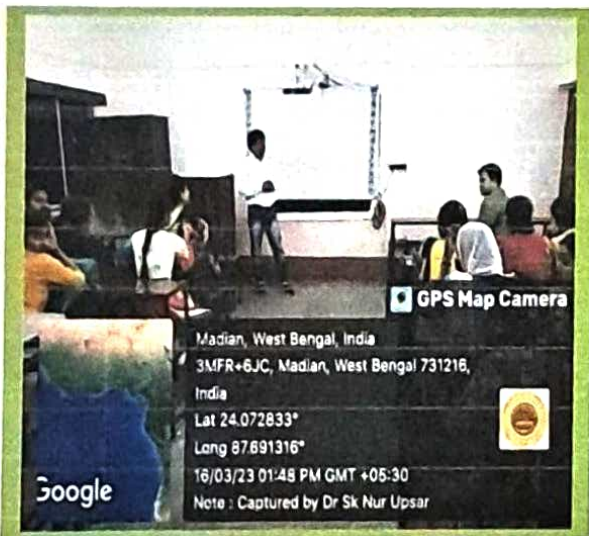 GPS Map Camera
Madian, West Bengal, India
3MFR+6JC, Madian, West Bengal 731216,
India
Lat 24.072833°
Long 87.691316°
16/03/23 01:48 PM GMT +05:30
Note : Captured by Dr Sk Nur Upsar
Google